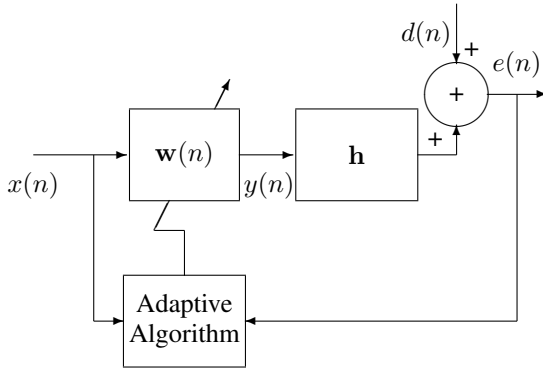 d(n)
+
e(n)
+
w(n)
h
+
x(n)
y(n)
Adaptive
Algorithm